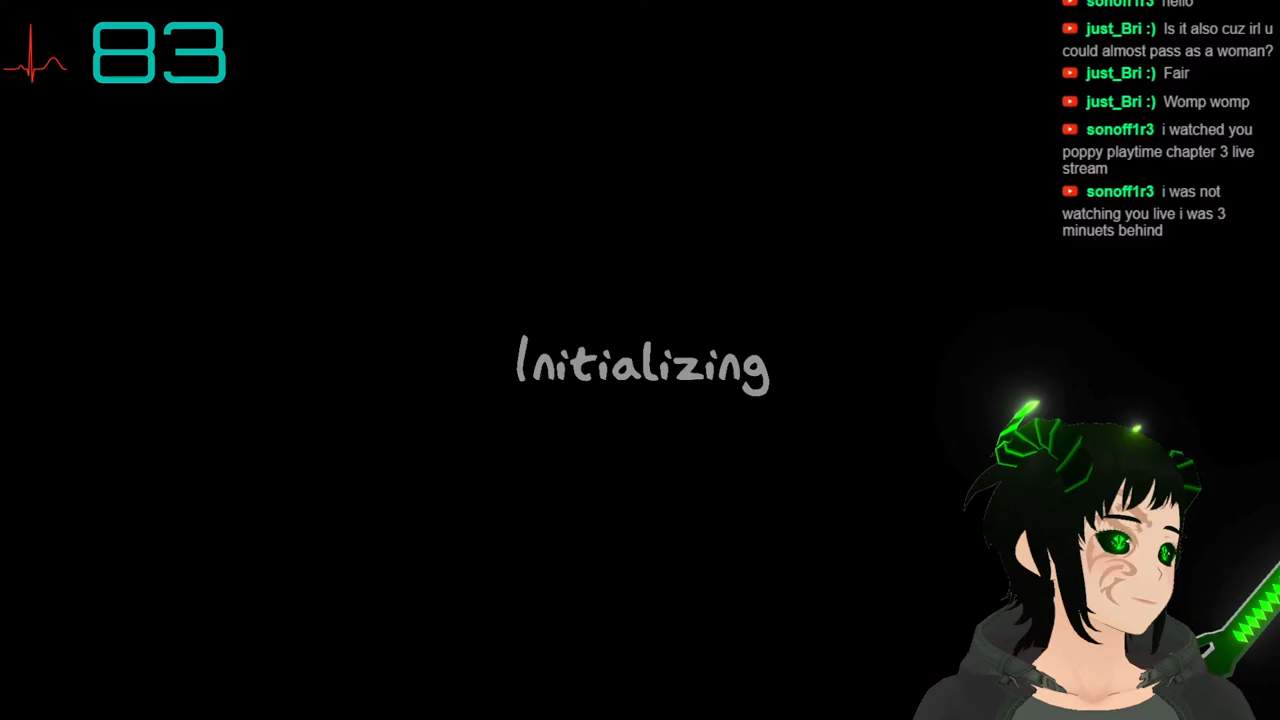 83
sonoff1r3 hello
just_Bri :) Is it also cuz irl u
could almost pass as a woman?
just_Bri :) Fair
just_Bri :) Womp womp
sonoff1r3 i watched you
poppy playtime chapter 3 live
stream
sonoff1r3 i was not
watching you live i was 3
minuets behind
Initializing